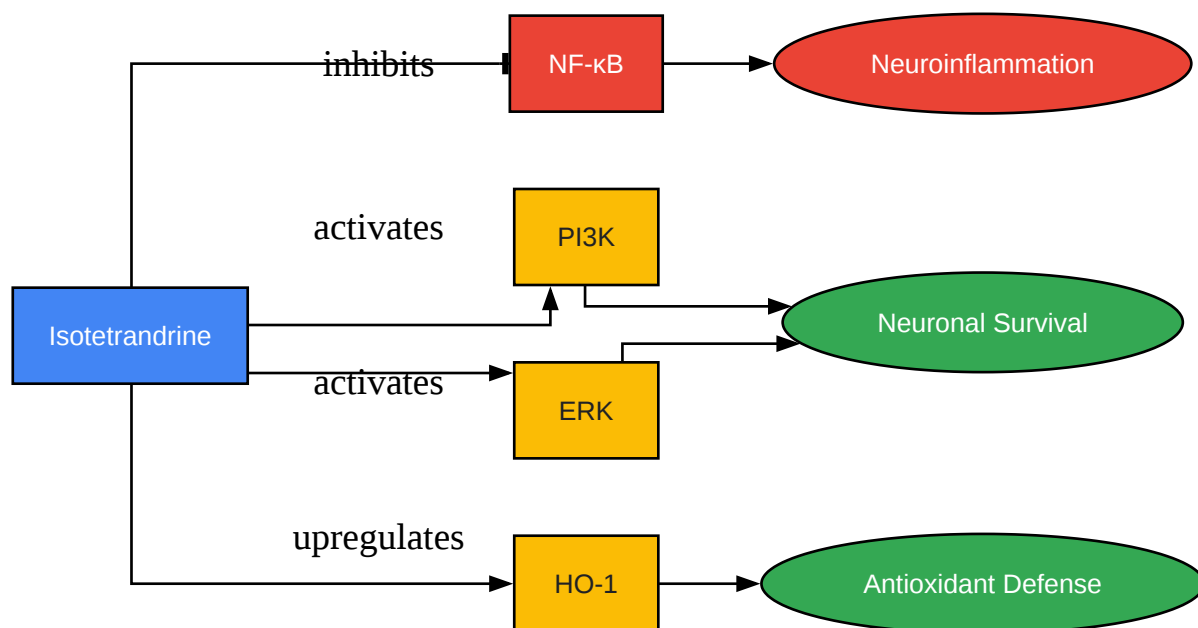 inhibits
NF-κB
Neuroinflammation
activates
PI3K
Isotetrandrine
Neuronal Survival
activates
ERK
upregulates
HO-1
Antioxidant Defense